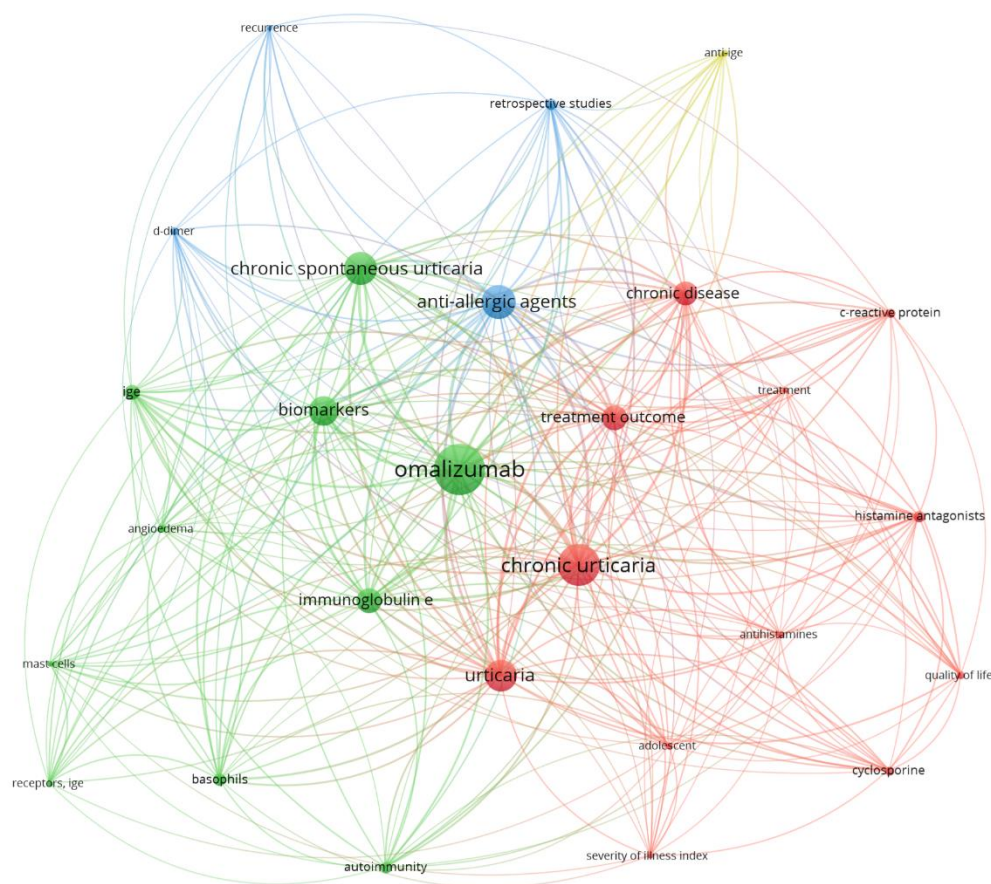 recurrence
anti-ige
retrospective studies
d-dimer
chronic spontaneous urticaria
anti-allergic agents
chronic disease
c-reactive protein
ige
treatment
biomarkers
treatment outcome
omalizumab
histamine antagonists
angioedema
chronic urticaria
immunoglobulin e
antihistamines
mast cells
urticaria
quality of life
adolescent
receptors, ige
basophils
cyclosporine
autoimmunity
severity of illness index